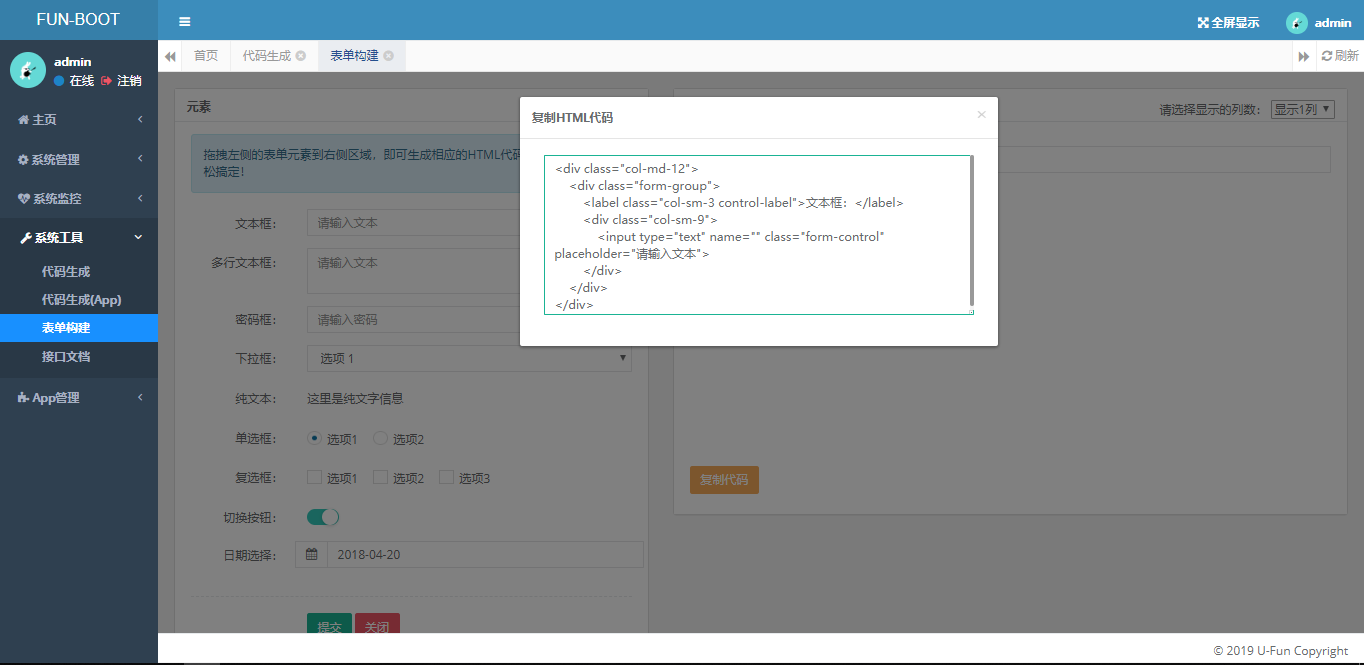 FUN-BOOT
全屏显示
admin
admin
在线 注销
首页
代码生成
表单构建
刷新
主页
系统管理
系统监控
系统工具
代码生成
代码生成(App)
表单构建
接口文档
App管理
元素
拖拽左侧的表单元素到右侧区域，即可生成相应的HTML代码
松搞定！
文本框：
请输入文本
多行文本框：
请输入文本
密码框：
请输入密码
下拉框：
选项 1
纯文本：
这里是纯文字信息
单选框：
选项1 选项2
复选框：
选项1 选项2 选项3
切换按钮：
日期选择：
2018-04-20
提交 关闭
请选择显示的列数：
显示1列
复制代码
复制HTML代码
×
<div class="col-md-12">
<div class="form-group">
<label class="col-sm-3 control-label">文本框：</label>
<div class="col-sm-9">
<input type="text" name="" class="form-control"
placeholder="请输入文本">
</div>
</div>
</div>
© 2019 U-Fun Copyright